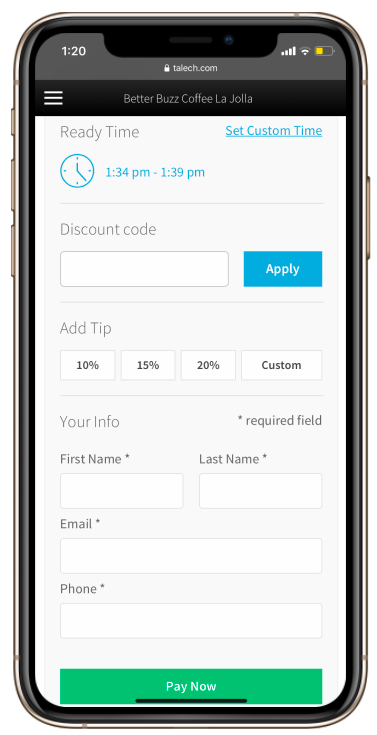 1:20
talech.com
Better Buzz Coffee La Jolla
Ready Time Set Custom Time
1:34 pm - 1:39 pm
Discount code
Apply
Add Tip
10% 15% 20% Custom
Your Info * required field
First Name * Last Name *
Email *
Phone *
Pay Now